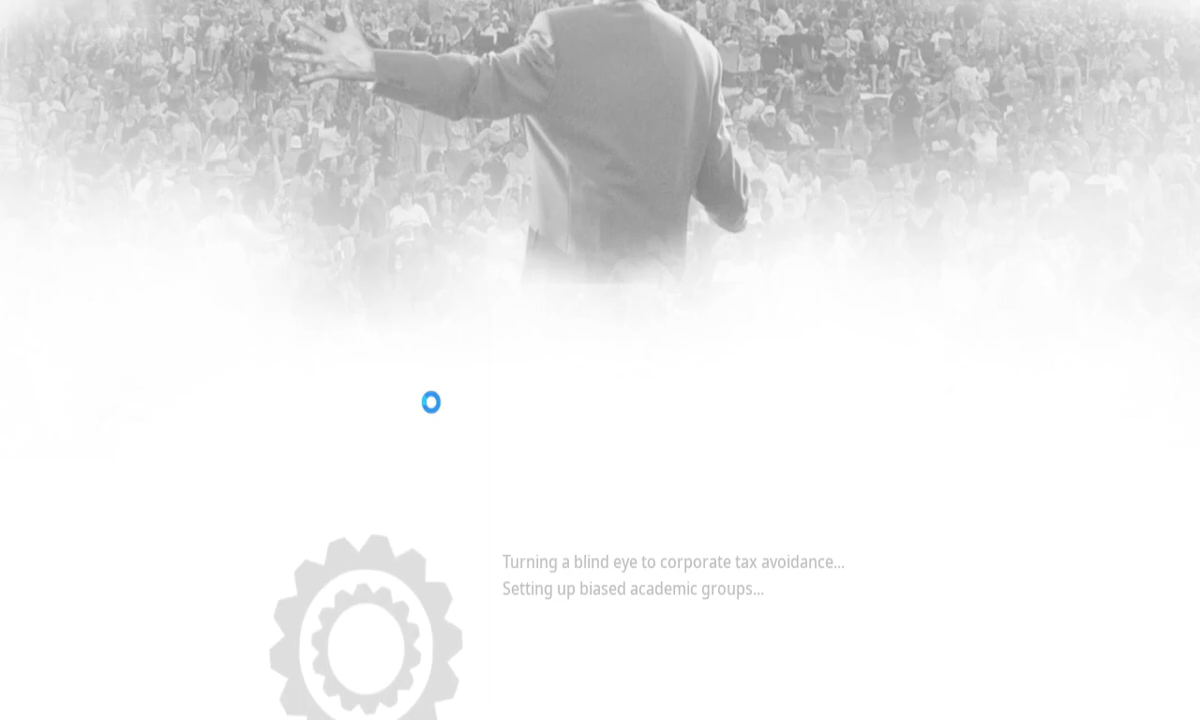 Turning a blind eye to corporate tax avoidance...
Setting up biased academic groups...